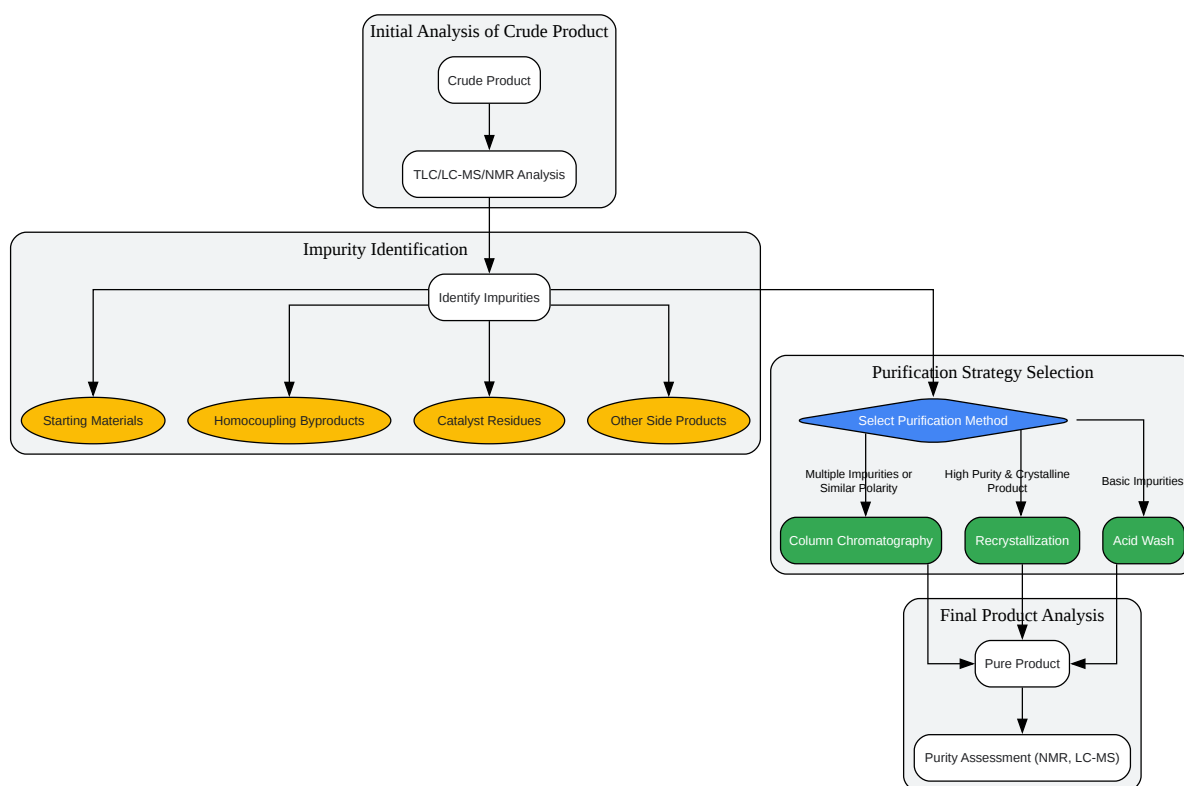 Initial Analysis of Crude Product
Crude Product
TLC/LC-MS/NMR Analysis
Impurity Identification
Identify Impurities
Starting Materials
Homocoupling Byproducts
Catalyst Residues
Other Side Products
Purification Strategy Selection
Select Purification Method
Multiple Impurities or
Similar Polarity
High Purity & Crystalline
Product
Basic Impurities
Column Chromatography
Recrystallization
Acid Wash
Final Product Analysis
Pure Product
Purity Assessment (NMR, LC-MS)